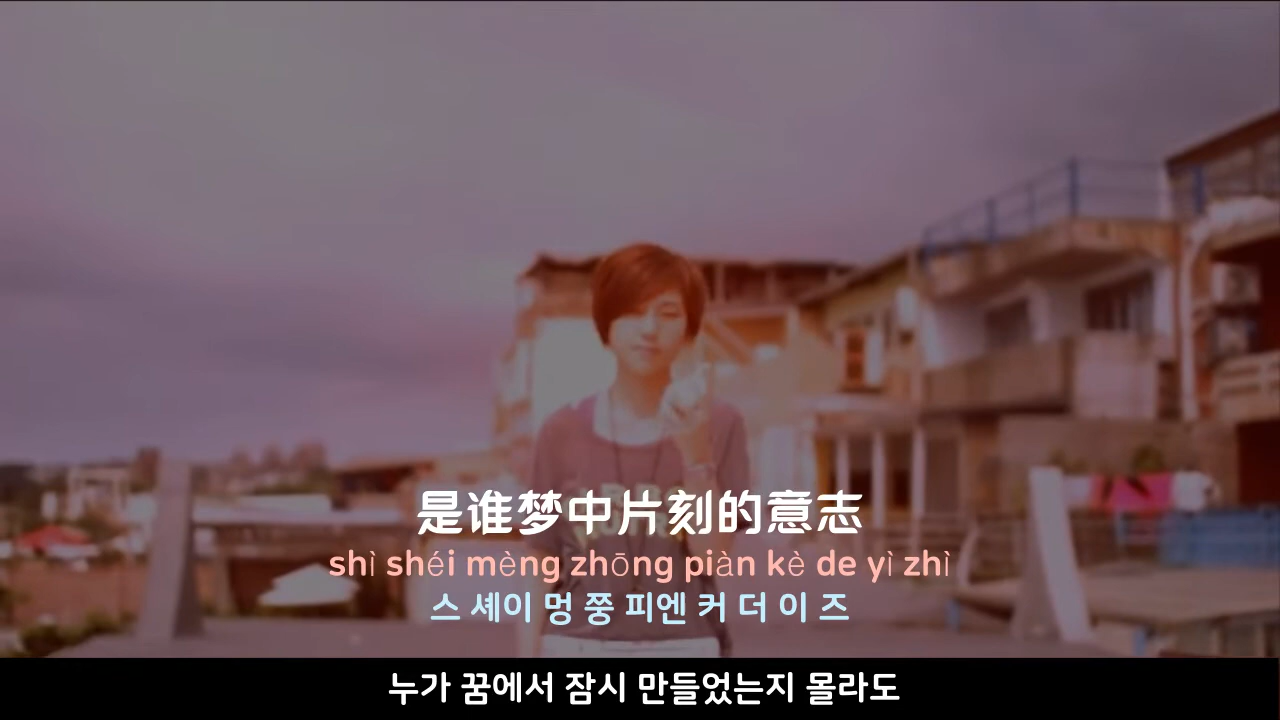 是谁梦中片刻的意志
shì shéi mèng zhōng piàn kè de yì zhì
스 셰이 멍 쭝 피엔 커 더 이 즈
누가 꿈에서 잠시 만들었는지 몰라도